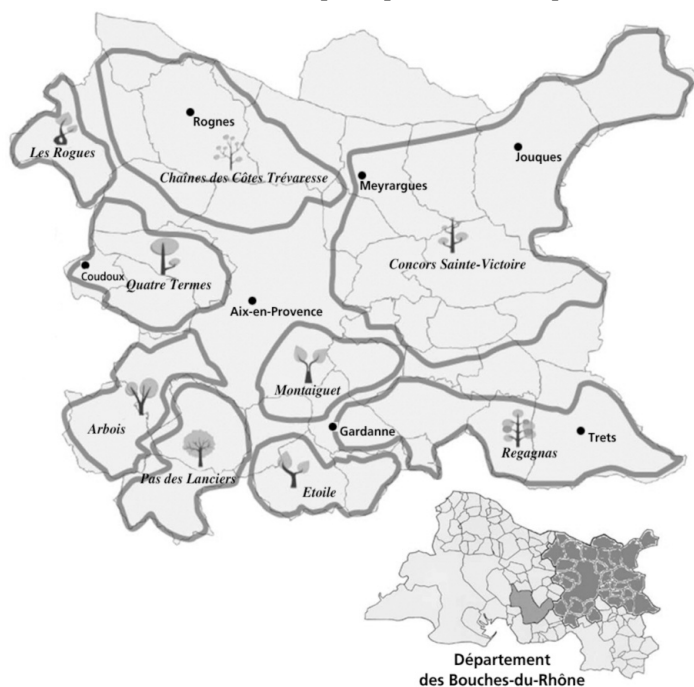 Rognes
Les Rogues
Chaînes des Côtes Trévaresse
Jouques
Meyrargues
Concors Sainte-Victoire
Coudoux
Quatre Termes
Aix-en-Provence
Montaiguet
Arbois
Gardanne
Trets
Regagnas
Pas des Lanciers
Etoile
Département
des Bouches-du-Rhône